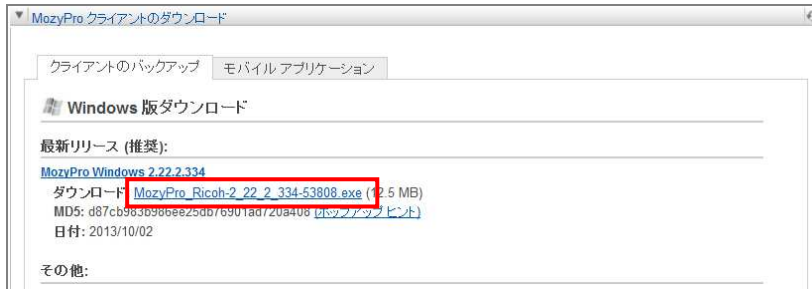 MozyPro クライアントのダウンロード
クライアントのバックアップ モバイル アプリケーション
Windows 版ダウンロード
最新リリース (推奨):
MozyPro Windows 2.22.2.334
ダウンロード MozyPro_Ricoh-2_22_2_334-53808.exe (12.5 MB)
MD5: d87cb983b986ee25db76901ad720a408 (ポップアップ ヒント)
日付: 2013/10/02
その他: